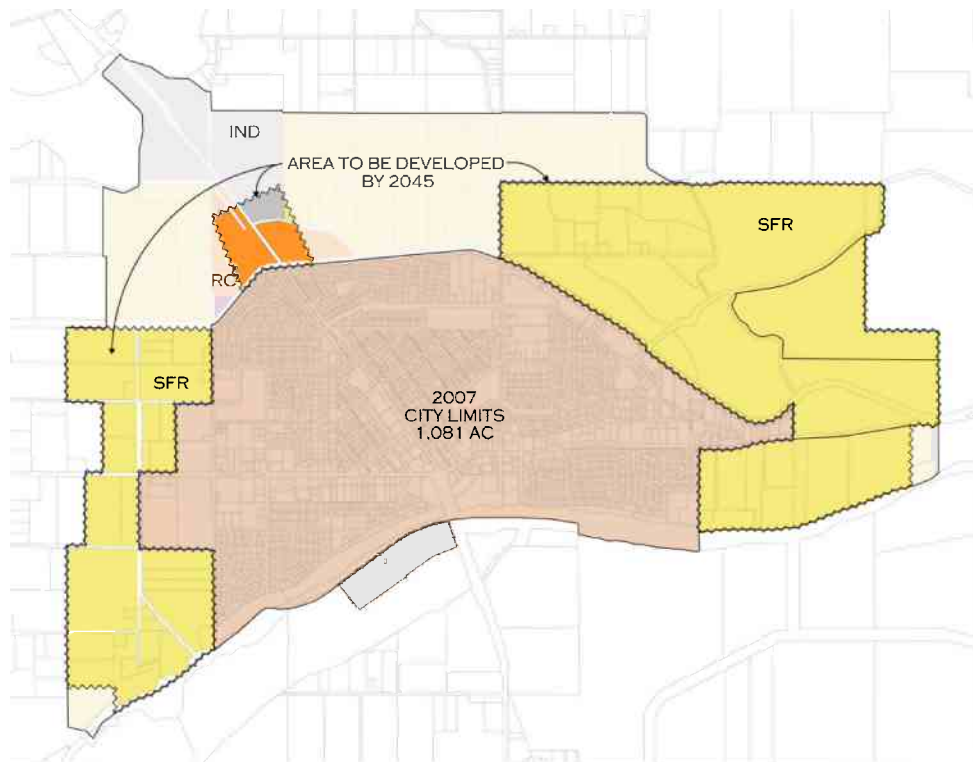 IND
AREA TO BE DEVELOPED
BY 2045
SFR
RC
SFR
2007
CITY LIMITS
1,081 AC